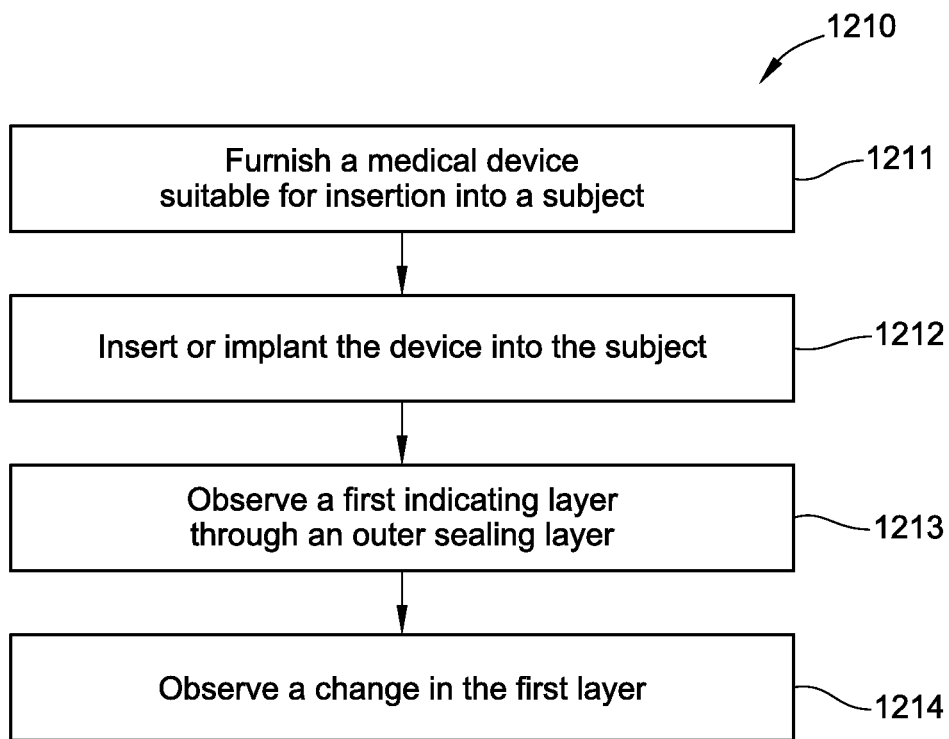 1210
Furnish a medical device
suitable for insertion into a subject
1211
Insert or implant the device into the subject
1212
Observe a first indicating layer
through an outer sealing layer
1213
Observe a change in the first layer
1214